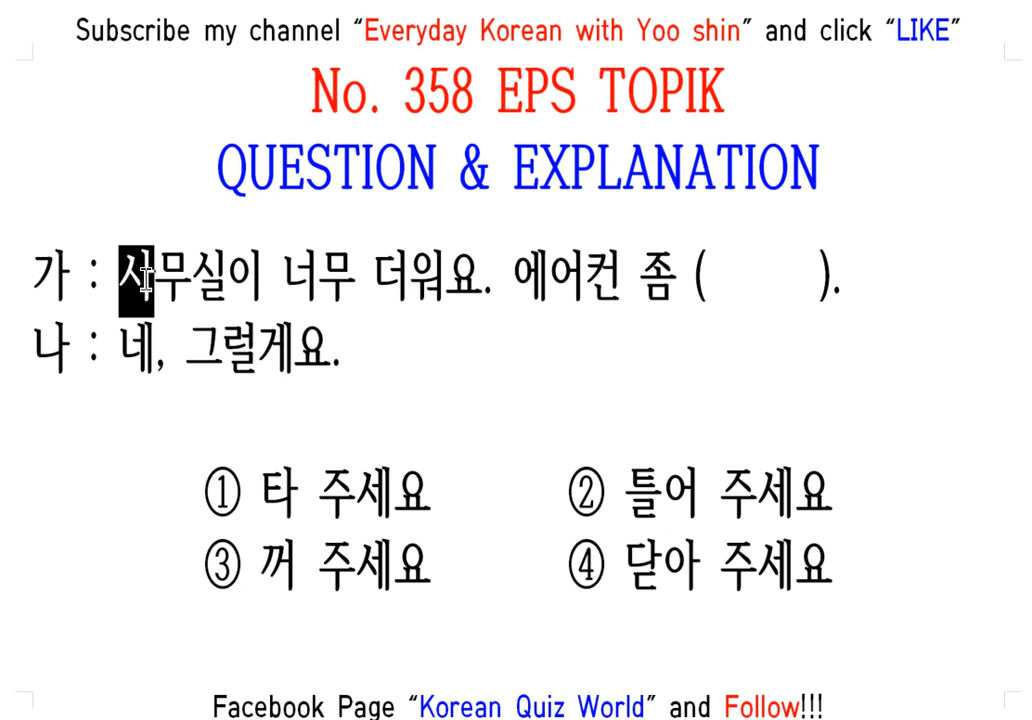 Subscribe my channel “Everyday Korean with Yoo shin” and click “LIKE”
No. 358 EPS TOPIK
QUESTION & EXPLANATION
가 : 사무실이 너무 더워요. 에어컨 좀 (      ).
나 : 네, 그럴게요.
① 타 주세요 ② 틀어 주세요
③ 꺼 주세요 ④ 닫아 주세요
Facebook Page “Korean Quiz World” and Follow!!!